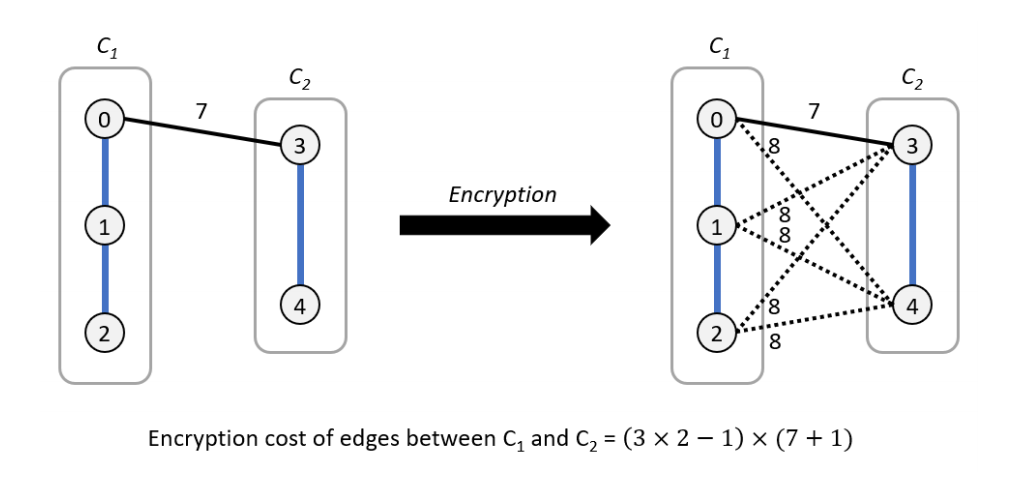 C₁
C₂
0
7
3
1
2
4
Encryption
C₁
C₂
0
7
3
8
1
8
8
2
8
8
4
Encryption cost of edges between C₁ and C₂ = (3 × 2 − 1) × (7 + 1)